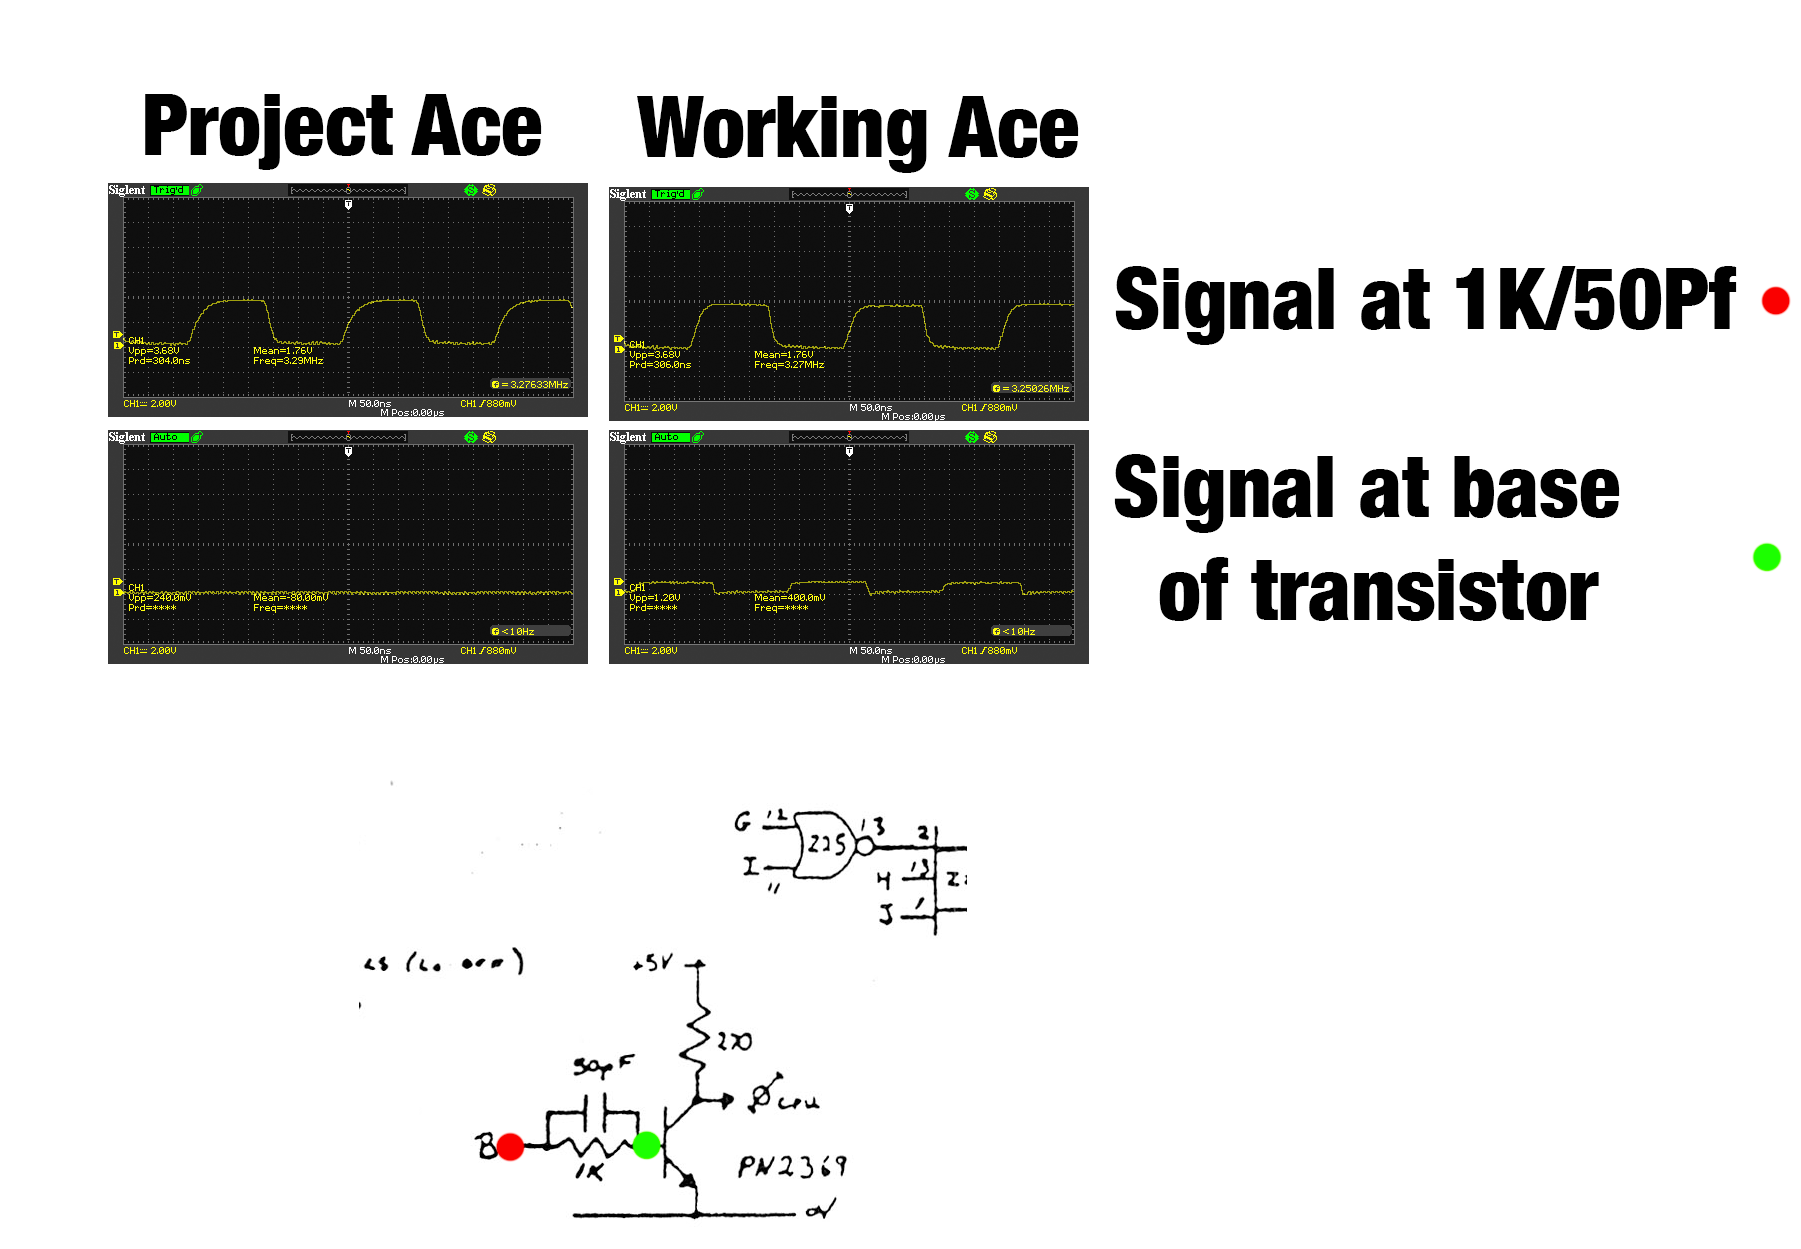 Project Ace
Working Ace
Siglent Trig'd T
CH1
Vpp=3.68V Mean=1.76V
Prd=304.0ns Freq=3.29MHz
f = 3.27633MHz
CH1 2.00V M 50.0ns CH1 880mV
M Pos:0.00µs
Siglent Trig'd T
CH1
Vpp=3.68V Mean=1.76V
Prd=306.0ns Freq=3.27MHz
f = 3.25026MHz
CH1 2.00V M 50.0ns CH1 880mV
M Pos:0.00µs
Signal at 1K/50Pf
Siglent Auto T
CH1
Vpp=240.0mV Mean=-80.00mV
Prd=**** Freq=****
f <10Hz
CH1 2.00V M 50.0ns CH1 880mV
M Pos:0.00µs
Siglent Auto T
CH1
Vpp=1.20V Mean=400.0mV
Prd=**** Freq=****
f <10Hz
CH1 2.00V M 50.0ns CH1 880mV
M Pos:0.00µs
Signal at base
of transistor
G 12 225 13 2
I 11
H 13
J 1
+5V
270
50pF
Øcpu
B
1K
PN2369
0V